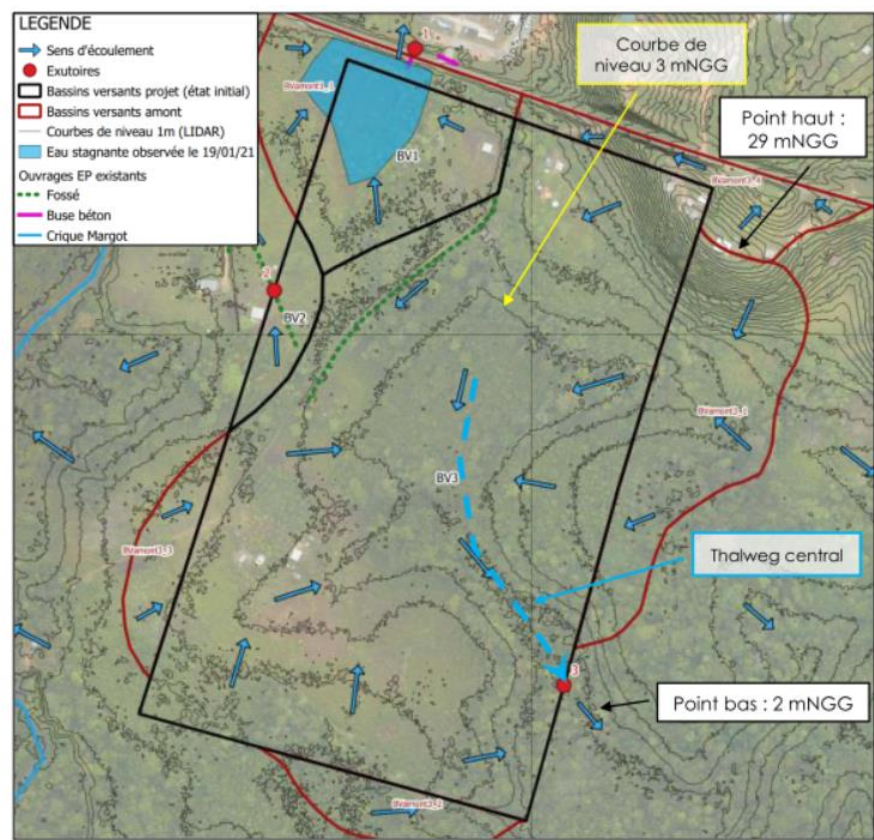 LEGENDE
Sens d'écoulement
Exutoires
Bassins versants projet (état initial)
Bassins versants amont
Courbes de niveau 1m (LIDAR)
Eau stagnante observée le 19/01/21
Ouvrages EP existants
Fossé
Buse béton
Crique Margot
1
Courbe de
niveau 3 mNGG
Point haut :
29 mNGG
BVamont1_1
BV1
2
BV2
BV3
Thalweg central
3
Point bas : 2 mNGG